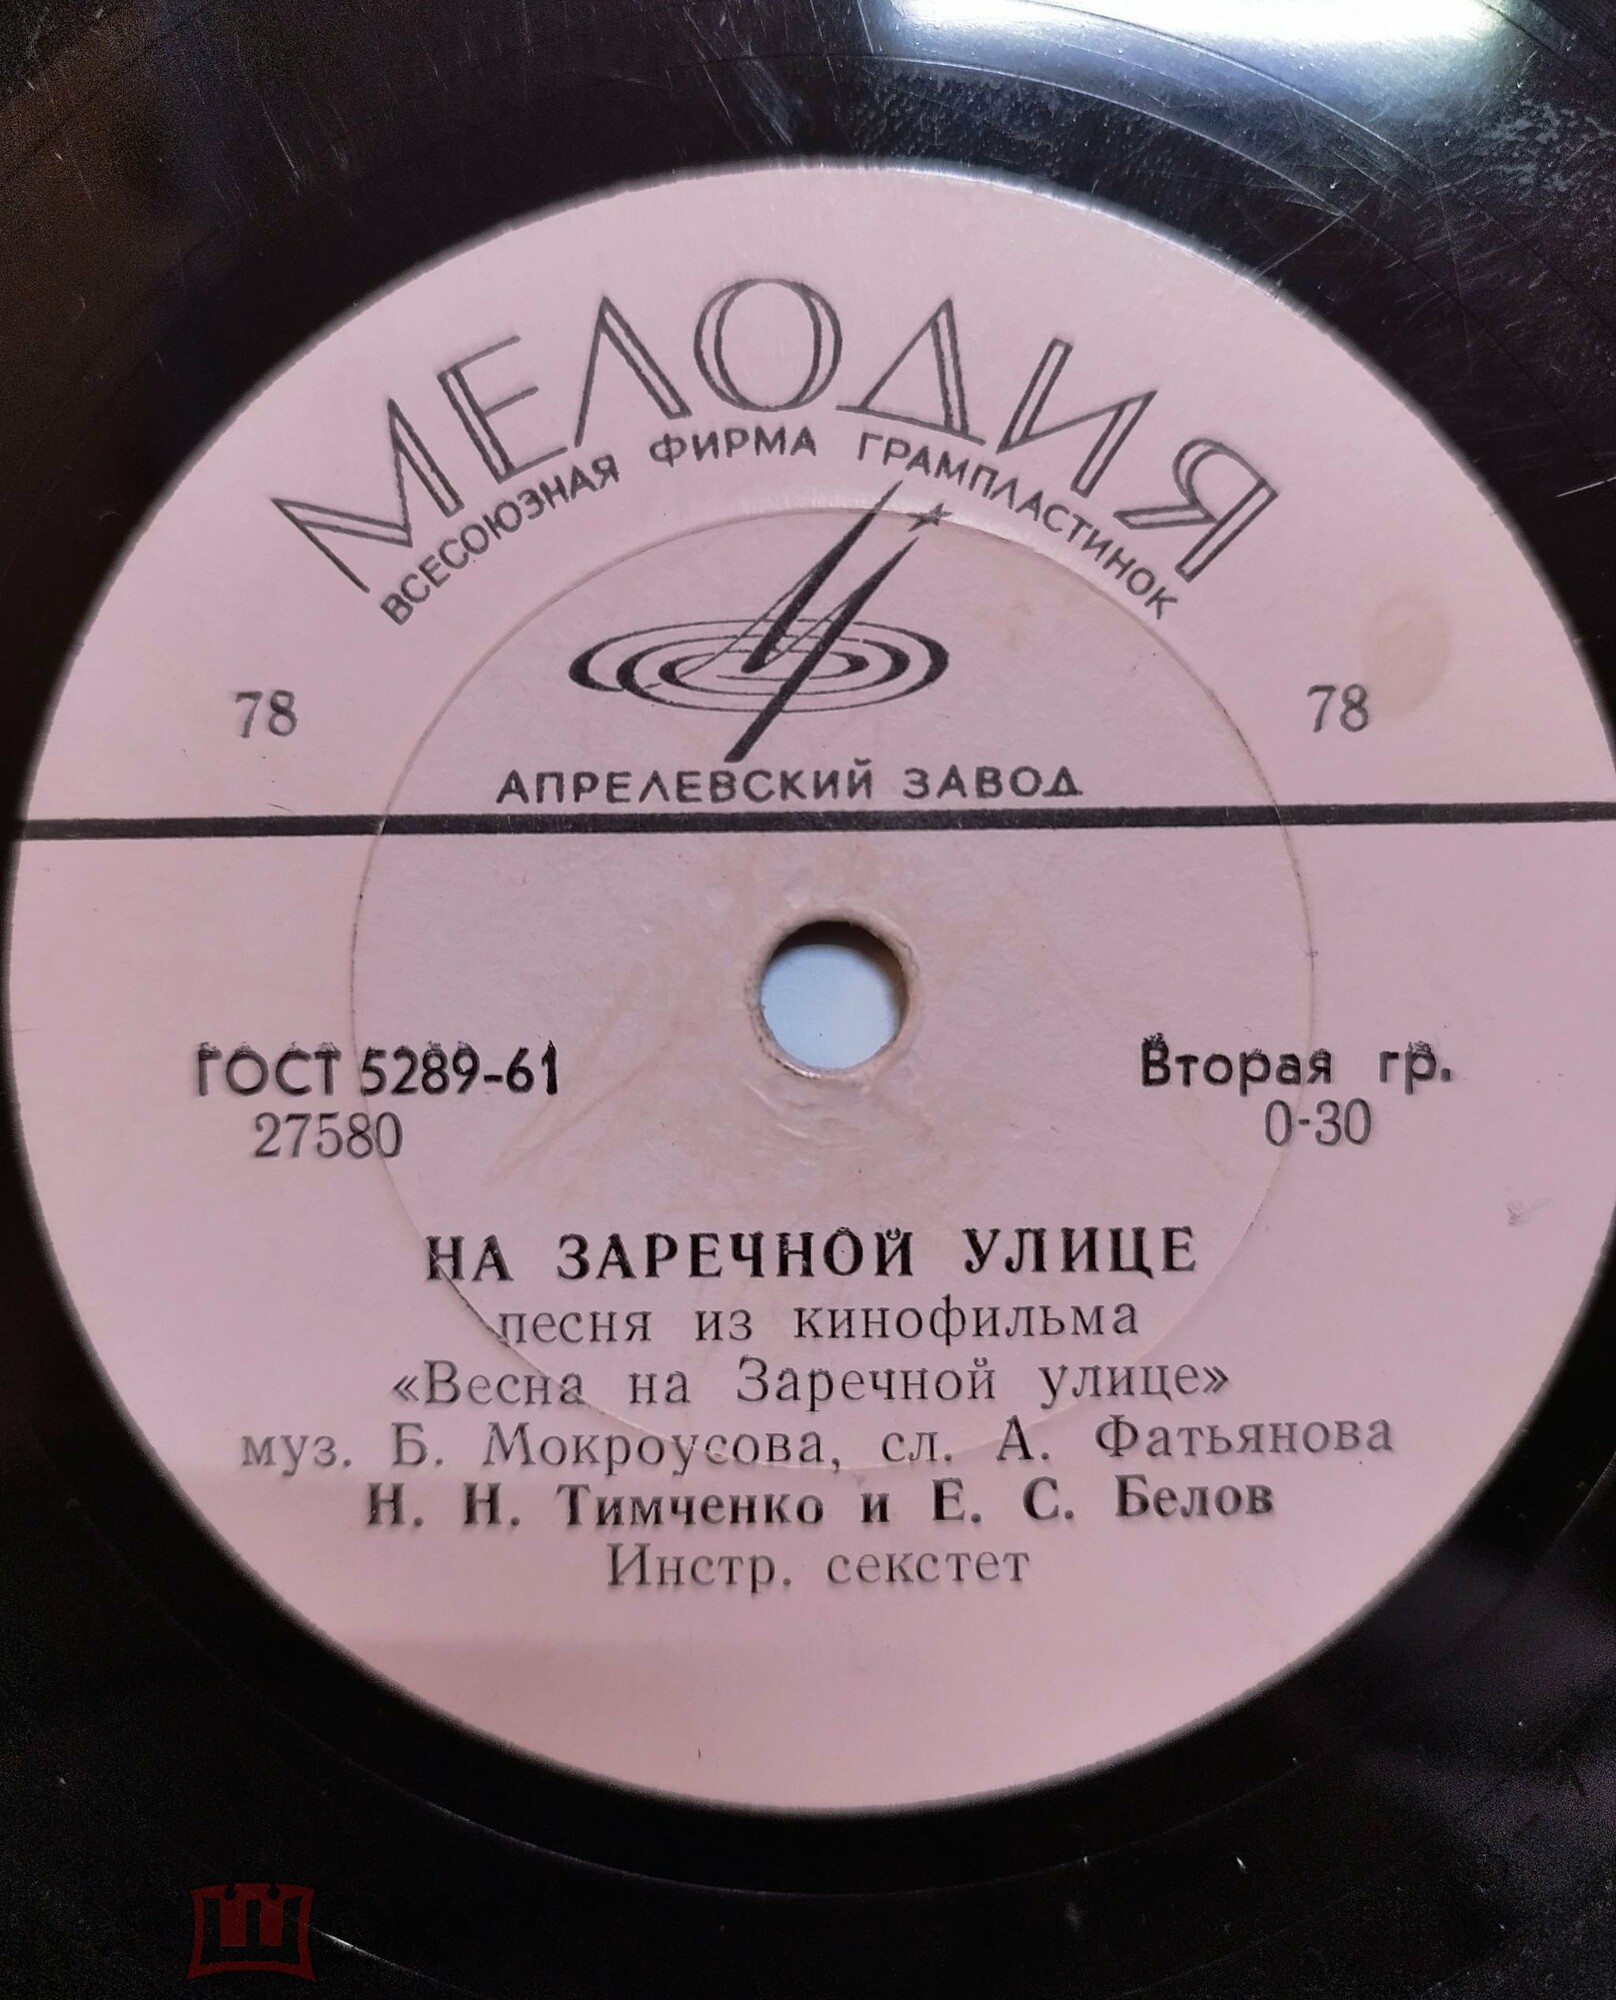 МЕЛОДИЯ
ВСЕСОЮЗНАЯ ФИРМА ГРАМПЛАСТИНОК
78 78
АПРЕЛЕВСКИЙ ЗАВОД
ГОСТ 5289-61 Вторая гр.
27580 0-30
НА ЗАРЕЧНОЙ УЛИЦЕ
песня из кинофильма
«Весна на Заречной улице»
муз. Б. Мокроусова, сл. А. Фатьянова
Н. Н. Тимченко и Е. С. Белов
Инстр. секстет